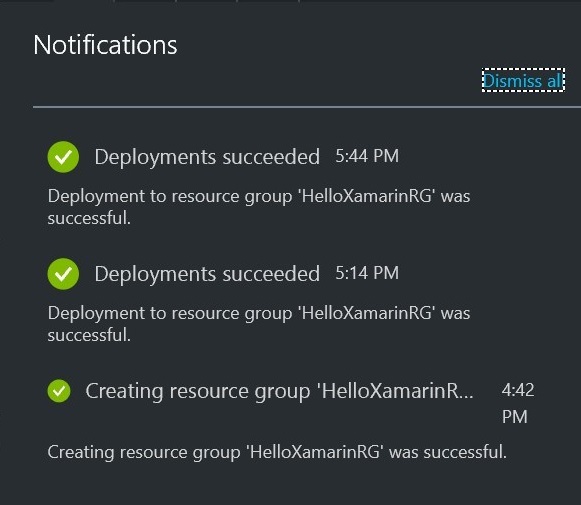 Notifications
Dismiss all
Deployments succeeded 5:44 PM
Deployment to resource group 'HelloXamarinRG' was
successful.
Deployments succeeded 5:14 PM
Deployment to resource group 'HelloXamarinRG' was
successful.
Creating resource group 'HelloXamarinR... 4:42
PM
Creating resource group 'HelloXamarinRG' was successful.